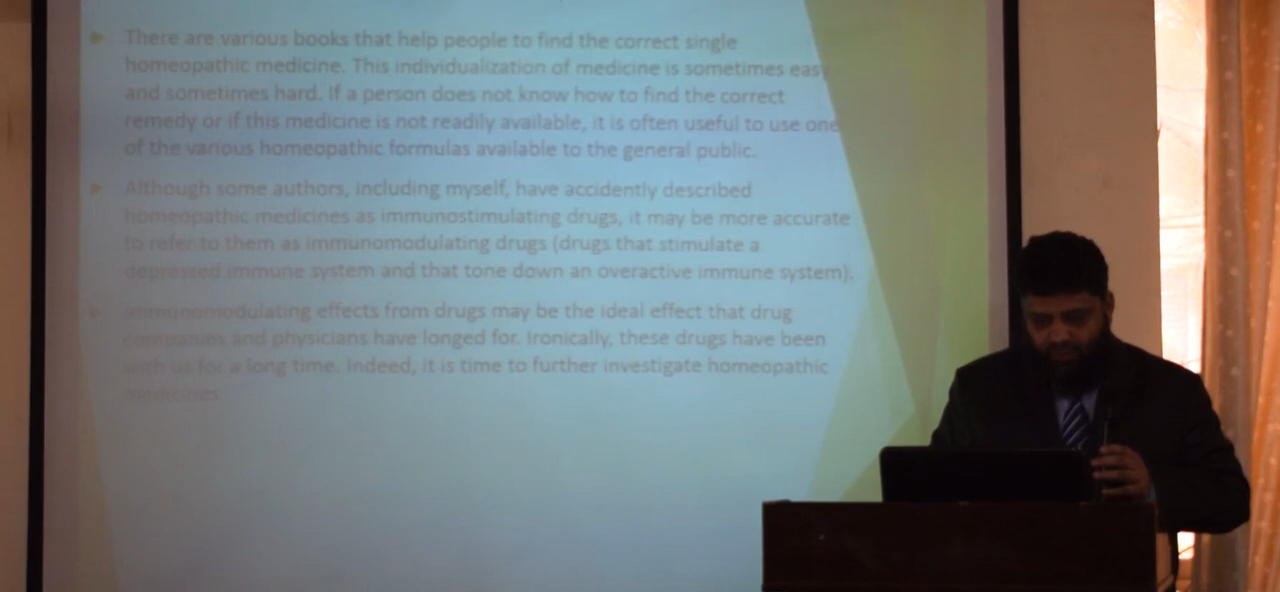 There are various books that help people to find the correct single
homeopathic medicine. This individualization of medicine is sometimes easy
and sometimes hard. If a person does not know how to find the correct
remedy or if this medicine is not readily available, it is often useful to use one
of the various homeopathic formulas available to the general public.
Although some authors, including myself, have accidently described
homeopathic medicines as immunostimulating drugs, it may be more accurate
to refer to them as immunomodulating drugs (drugs that stimulate a
depressed immune system and that tone down an overactive immune system).
Immunomodulating effects from drugs may be the ideal effect that drug
companies and physicians have longed for. Ironically, these drugs have been
with us for a long time. Indeed, it is time to further investigate homeopathic
medicines.